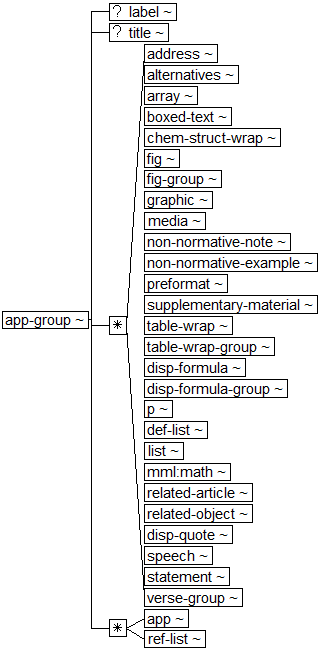 ? label ~
? title ~
address ~
alternatives ~
array ~
boxed-text ~
chem-struct-wrap ~
fig ~
fig-group ~
graphic ~
media ~
non-normative-note ~
non-normative-example ~
preformat ~
supplementary-material ~
app-group ~
*
table-wrap ~
table-wrap-group ~
disp-formula ~
disp-formula-group ~
p ~
def-list ~
list ~
mml:math ~
related-article ~
related-object ~
disp-quote ~
speech ~
statement ~
verse-group ~
*
app ~
ref-list ~